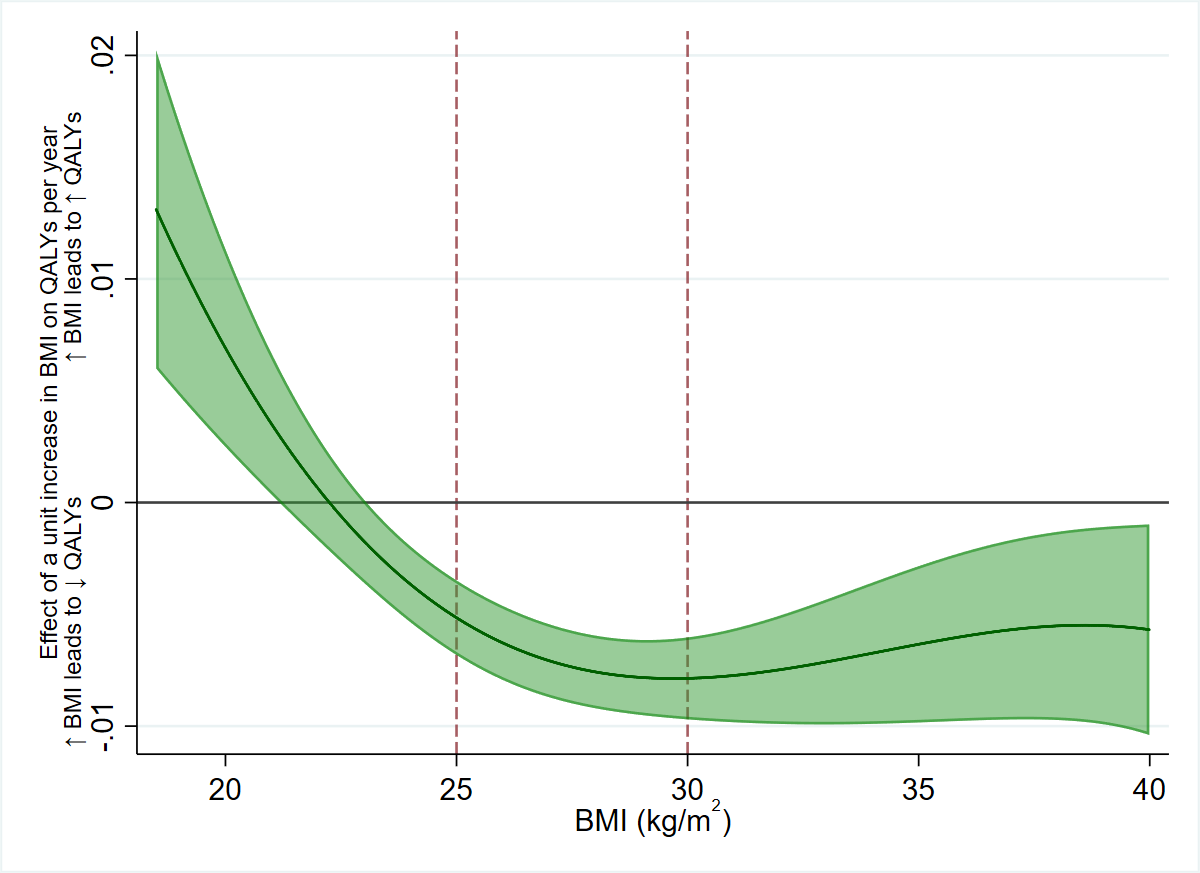 Effect of a unit increase in BMI on QALYs per year
↑ BMI leads to ↓ QALYs
↑ BMI leads to ↑ QALYs
.02
.01
0
-.01
20
25
30
35
40
BMI (kg/m²)